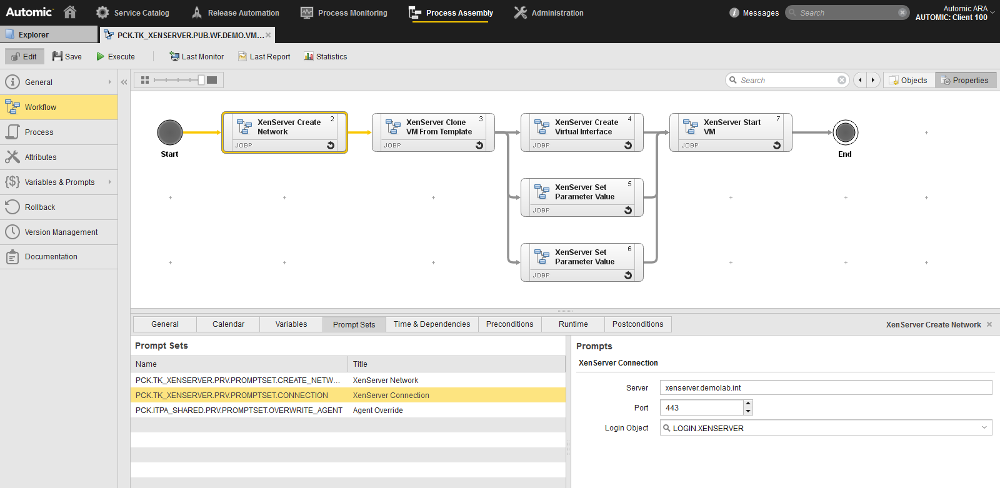 Automic
Service Catalog
Release Automation
Process Monitoring
Process Assembly
Administration
Messages
Search
Automic ARA
AUTOMIC: Client 100
Explorer
PCK.TK_XENSERVER.PUB.WF.DEMO.VM...
Edit
Save
Execute
Last Monitor
Last Report
Statistics
General
Workflow
Process
Attributes
Variables & Prompts
Rollback
Version Management
Documentation
Search
Objects
Properties
Start
XenServer Create
Network
2
JOBP
XenServer Clone
VM From Template
3
JOBP
XenServer Create
Virtual Interface
4
JOBP
XenServer Set
Parameter Value
5
JOBP
XenServer Set
Parameter Value
6
JOBP
XenServer Start
VM
7
JOBP
End
General
Calendar
Variables
Prompt Sets
Time & Dependencies
Preconditions
Runtime
Postconditions
XenServer Create Network
Prompt Sets
Name
Title
PCK.TK_XENSERVER.PRV.PROMPTSET.CREATE_NETW...
XenServer Network
PCK.TK_XENSERVER.PRV.PROMPTSET.CONNECTION
XenServer Connection
PCK.ITPA_SHARED.PRV.PROMPTSET.OVERWRITE_AGENT
Agent Override
Prompts
XenServer Connection
Server
xenserver.demolab.int
Port
443
Login Object
LOGIN.XENSERVER